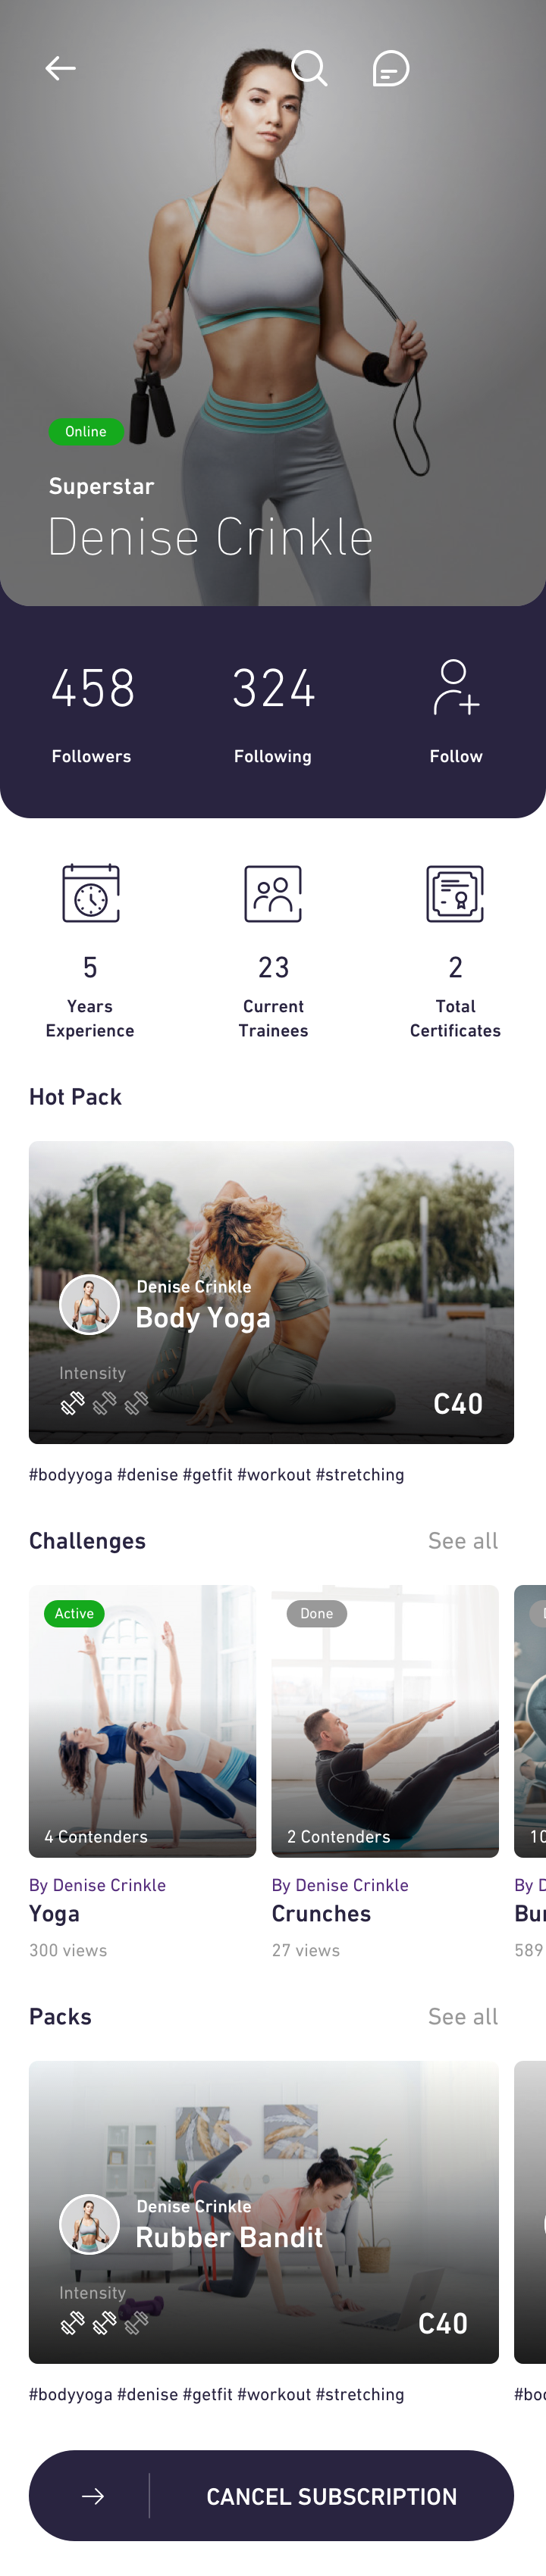 Online
Superstar
Denise Crinkle
458
324
Followers
Following
Follow
5
23
2
Years
Experience
Current
Trainees
Total
Certificates
Hot Pack
Denise Crinkle
Body Yoga
Intensity
C40
#bodyyoga #denise #getfit #workout #stretching
Challenges
See all
Active
Done
4 Contenders
2 Contenders
10
By Denise Crinkle
By Denise Crinkle
By D
Yoga
Crunches
300 views
27 views
589
Packs
See all
Denise Crinkle
Rubber Bandit
Intensity
C40
#bodyyoga #denise #getfit #workout #stretching
CANCEL SUBSCRIPTION